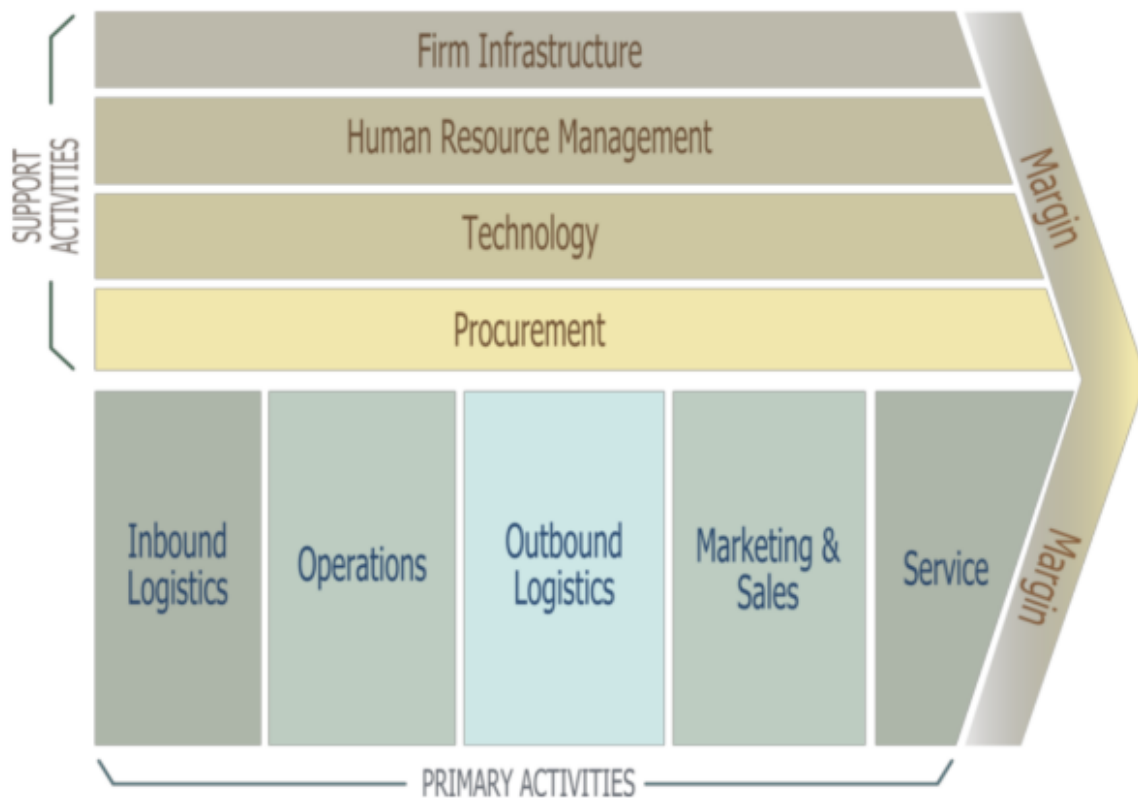 Firm Infrastructure
Human Resource Management
Technology
Procurement
SUPPORT
ACTIVITIES
Margin
Inbound
Logistics
Operations
Outbound
Logistics
Marketing &
Sales
Service
Margin
PRIMARY ACTIVITIES